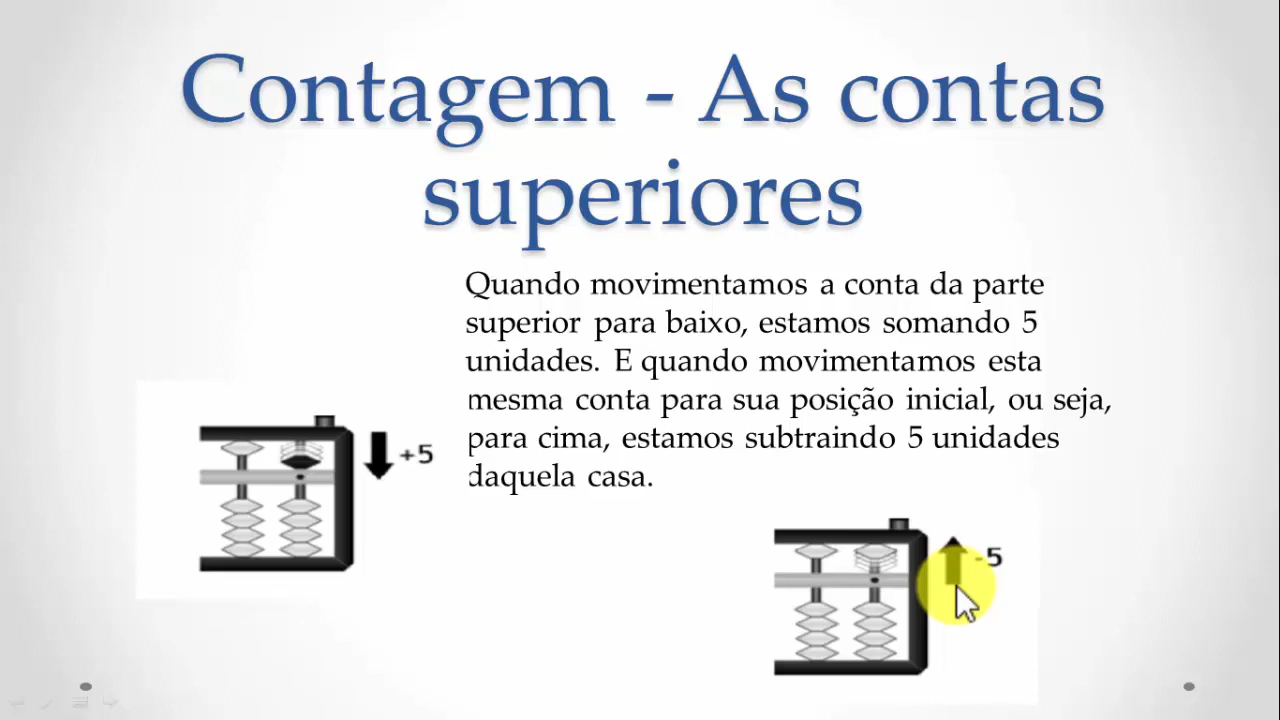 Contagem - As contas
superiores
Quando movimentamos a conta da parte
superior para baixo, estamos somando 5
unidades. E quando movimentamos esta
mesma conta para sua posição inicial, ou seja,
para cima, estamos subtraindo 5 unidades
daquela casa.
+5
-5